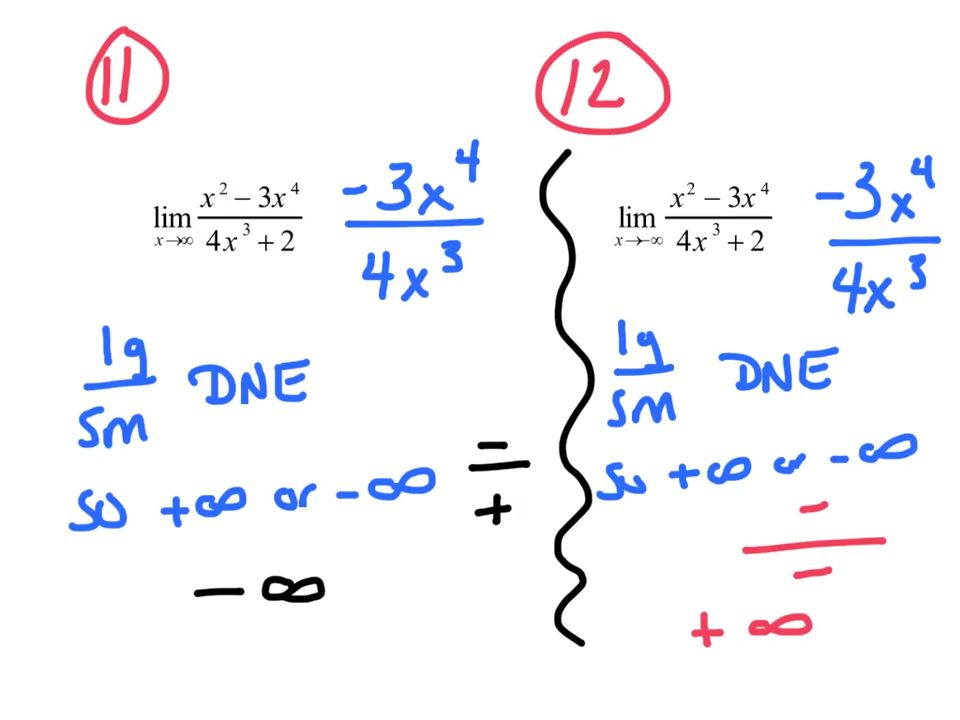 11
lim x→∞ (x² − 3x⁴)/(4x³ + 2)
−3x⁴/4x³
lg/sm DNE
so +∞ or −∞
−/+
−∞
12
lim x→−∞ (x² − 3x⁴)/(4x³ + 2)
−3x⁴/4x³
lg/sm DNE
so +∞ or −∞
−/−
+∞